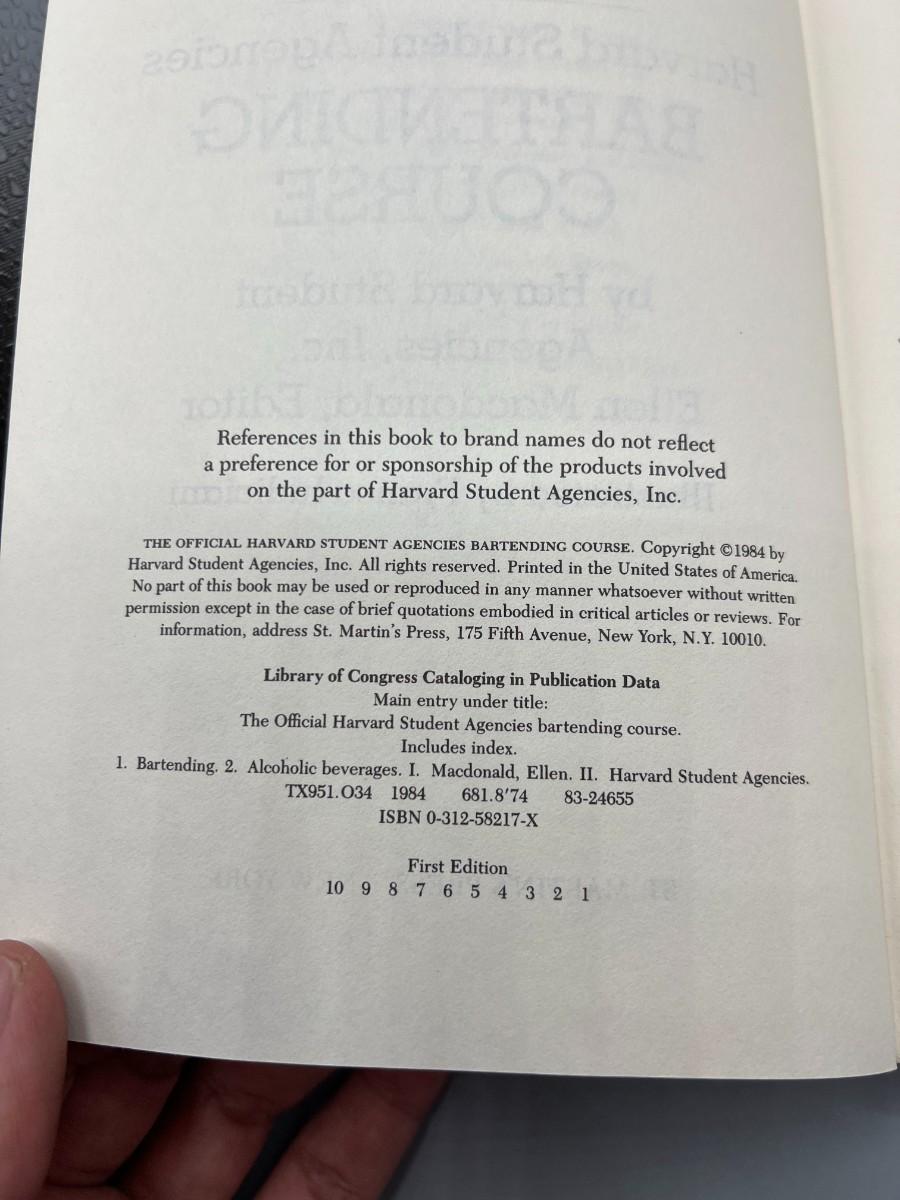 References in this book to brand names do not reflect
a preference for or sponsorship of the products involved
on the part of Harvard Student Agencies, Inc.
THE OFFICIAL HARVARD STUDENT AGENCIES BARTENDING COURSE. Copyright ©1984 by
Harvard Student Agencies, Inc. All rights reserved. Printed in the United States of America.
No part of this book may be used or reproduced in any manner whatsoever without written
permission except in the case of brief quotations embodied in critical articles or reviews. For
information, address St. Martin's Press, 175 Fifth Avenue, New York, N.Y. 10010.
Library of Congress Cataloging in Publication Data
Main entry under title:
The Official Harvard Student Agencies bartending course.
Includes index.
1. Bartending. 2. Alcoholic beverages. I. Macdonald, Ellen. II. Harvard Student Agencies.
TX951.O34 1984 681.8'74 83-24655
ISBN 0-312-58217-X
First Edition
10 9 8 7 6 5 4 3 2 1